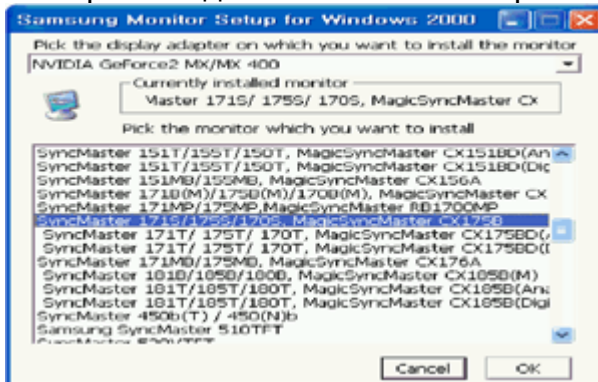 Samsung Monitor Setup for Windows 2000
Pick the display adapter on which you want to install the monitor
NVIDIA GeForce2 MX/MX 400
Currently installed monitor
Master 171S/ 175S/ 170S, MagicSyncMaster CX
Pick the monitor which you want to install
SyncMaster 151T/155T/150T, MagicSyncMaster CX151BD(An
SyncMaster 151T/155T/150T, MagicSyncMaster CX151BD(Dig
SyncMaster 151MB/155MB, MagicSyncMaster CX156A
SyncMaster 171B(M)/175B(M)/170B(M), MagicSyncMaster CX
SyncMaster 171MP/175MP,MagicSyncMaster RB1700MP
SyncMaster 171S/175S/170S, MagicSyncMaster CX175B
SyncMaster 171T/ 175T/ 170T, MagicSyncMaster CX175BD(
SyncMaster 171T/ 175T/ 170T, MagicSyncMaster CX175BD(
SyncMaster 171MB/175MB, MagicSyncMaster CX176A
SyncMaster 181B/185B/180B, MagicSyncMaster CX185B(M)
SyncMaster 181T/185T/180T, MagicSyncMaster CX185B(Ana
SyncMaster 181T/185T/180T, MagicSyncMaster CX185B(Digi
SyncMaster 450b(T) / 450(N)b
Samsung SyncMaster 510TFT
Cancel OK